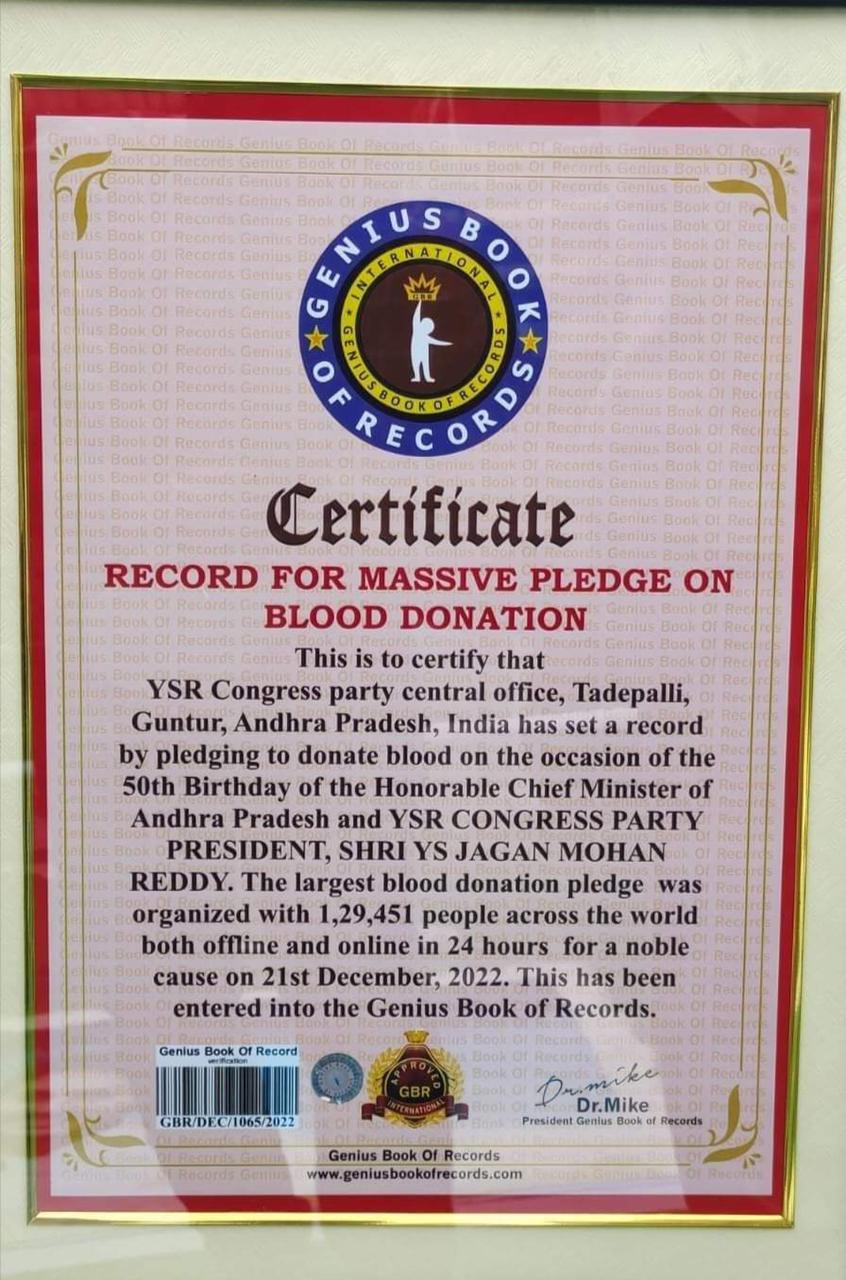 GENIUS BOOK OF RECORDS
INTERNATIONAL
GBR
GENIUS BOOK OF RECORDS
Certificate
RECORD FOR MASSIVE PLEDGE ON
BLOOD DONATION
This is to certify that
YSR Congress party central office, Tadepalli,
Guntur, Andhra Pradesh, India has set a record
by pledging to donate blood on the occasion of the
50th Birthday of the Honorable Chief Minister of
Andhra Pradesh and YSR CONGRESS PARTY
PRESIDENT, SHRI YS JAGAN MOHAN
REDDY. The largest blood donation pledge was
organized with 1,29,451 people across the world
both offline and online in 24 hours for a noble
cause on 21st December, 2022. This has been
entered into the Genius Book of Records.
Genius Book Of Record
verification
GBR/DEC/1065/2022
APPROVED
GBR
INTERNATIONAL
Dr.mike
Dr.Mike
President Genius Book of Records
Genius Book Of Records
www.geniusbookofrecords.com